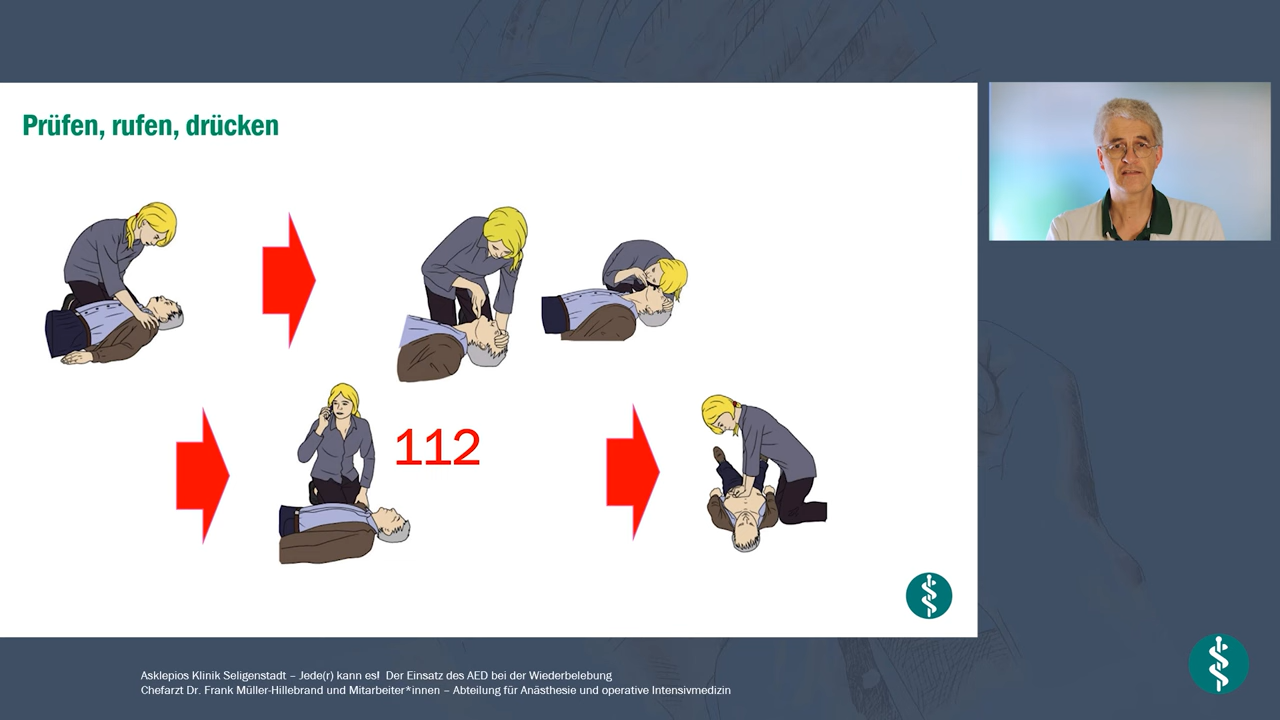 Prüfen, rufen, drücken
112
Asklepios Klinik Seligenstadt – Jede(r) kann es! Der Einsatz des AED bei der Wiederbelebung
Chefarzt Dr. Frank Müller-Hillebrand und Mitarbeiter*innen – Abteilung für Anästhesie und operative Intensivmedizin